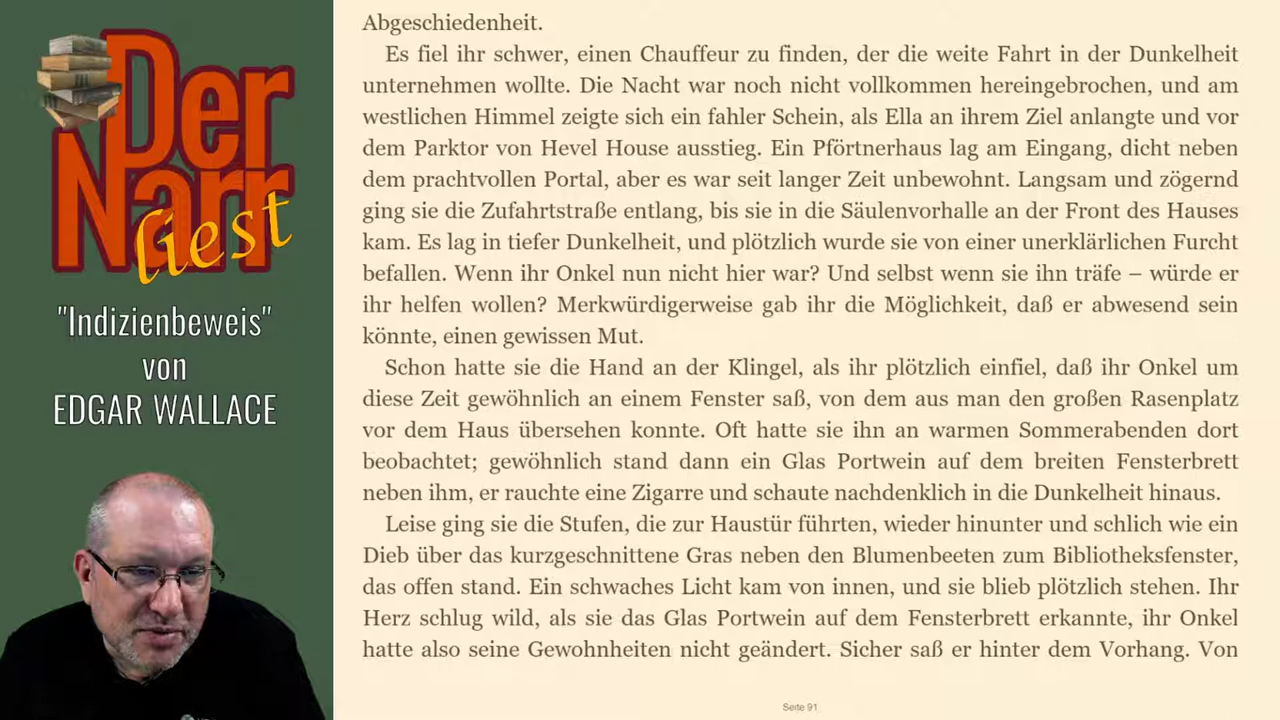 Der
Narr
liest
"Indizienbeweis"
von
EDGAR WALLACE
Abgeschiedenheit.
Es fiel ihr schwer, einen Chauffeur zu finden, der die weite Fahrt in der Dunkelheit
unternehmen wollte. Die Nacht war noch nicht vollkommen hereingebrochen, und am
westlichen Himmel zeigte sich ein fahler Schein, als Ella an ihrem Ziel anlangte und vor
dem Parktor von Hevel House ausstieg. Ein Pförtnerhaus lag am Eingang, dicht neben
dem prachtvollen Portal, aber es war seit langer Zeit unbewohnt. Langsam und zögernd
ging sie die Zufahrtstraße entlang, bis sie in die Säulenvorhalle an der Front des Hauses
kam. Es lag in tiefer Dunkelheit, und plötzlich wurde sie von einer unerklärlichen Furcht
befallen. Wenn ihr Onkel nun nicht hier war? Und selbst wenn sie ihn träfe – würde er
ihr helfen wollen? Merkwürdigerweise gab ihr die Möglichkeit, daß er abwesend sein
könnte, einen gewissen Mut.
Schon hatte sie die Hand an der Klingel, als ihr plötzlich einfiel, daß ihr Onkel um
diese Zeit gewöhnlich an einem Fenster saß, von dem aus man den großen Rasenplatz
vor dem Haus übersehen konnte. Oft hatte sie ihn an warmen Sommerabenden dort
beobachtet; gewöhnlich stand dann ein Glas Portwein auf dem breiten Fensterbrett
neben ihm, er rauchte eine Zigarre und schaute nachdenklich in die Dunkelheit hinaus.
Leise ging sie die Stufen, die zur Haustür führten, wieder hinunter und schlich wie ein
Dieb über das kurzgeschnittene Gras neben den Blumenbeeten zum Bibliotheksfenster,
das offen stand. Ein schwaches Licht kam von innen, und sie blieb plötzlich stehen. Ihr
Herz schlug wild, als sie das Glas Portwein auf dem Fensterbrett erkannte, ihr Onkel
hatte also seine Gewohnheiten nicht geändert. Sicher saß er hinter dem Vorhang. Von
Seite 91